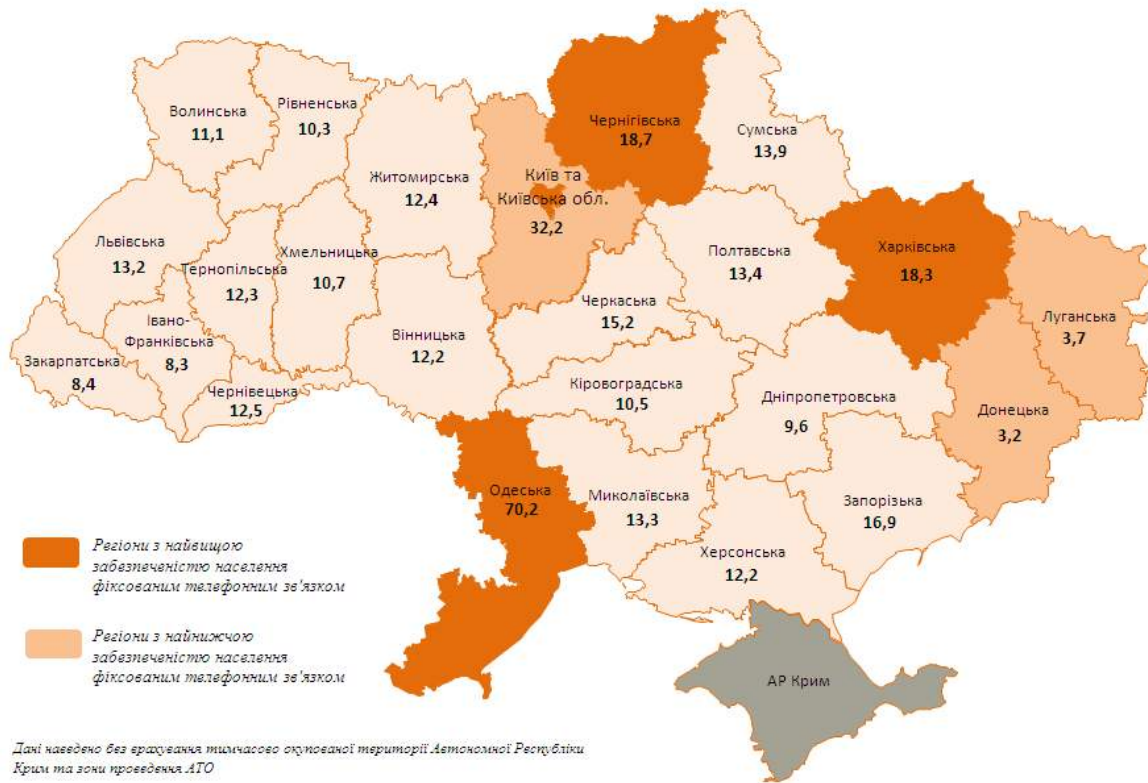 Волинська
11,1
Рівненська
10,3
Житомирська
12,4
Київ та
Київська обл.
32,2
Чернігівська
18,7
Сумська
13,9
Львівська
13,2
Тернопільська
12,3
Хмельницька
10,7
Вінницька
12,2
Черкаська
15,2
Полтавська
13,4
Харківська
18,3
Луганська
3,7
Закарпатська
8,4
Івано-
Франківська
8,3
Чернівецька
12,5
Кіровоградська
10,5
Дніпропетровська
9,6
Донецька
3,2
Одеська
70,2
Миколаївська
13,3
Херсонська
12,2
Запорізька
16,9
АР Крим
Регіони з найвищою
забезпеченістю населення
фіксованим телефонним зв'язком
Регіони з найнижчою
забезпеченістю населення
фіксованим телефонним зв'язком
Дані наведено без врахування тимчасово окупованої території Автономної Республіки
Крим та зони проведення АТО